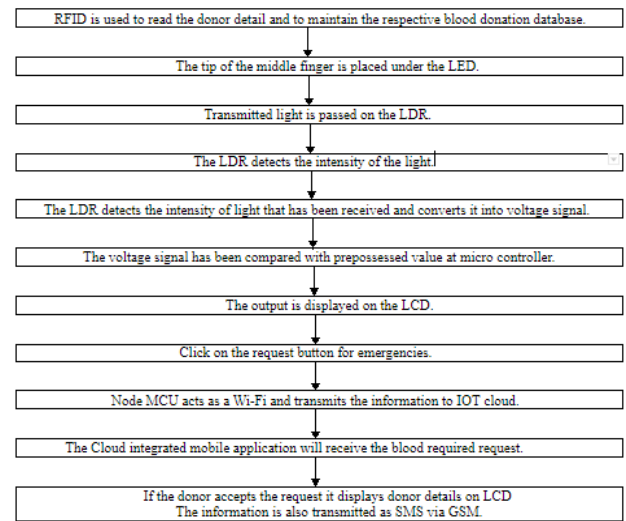 RFID is used to read the donor detail and to maintain the respective blood donation database.
The tip of the middle finger is placed under the LED.
Transmitted light is passed on the LDR.
The LDR detects the intensity of the light.
The LDR detects the intensity of light that has been received and converts it into voltage signal.
The voltage signal has been compared with prepossessed value at micro controller.
The output is displayed on the LCD.
Click on the request button for emergencies.
Node MCU acts as a Wi-Fi and transmits the information to IOT cloud.
The Cloud integrated mobile application will receive the blood required request.
If the donor accepts the request it displays donor details on LCD
The information is also transmitted as SMS via GSM.